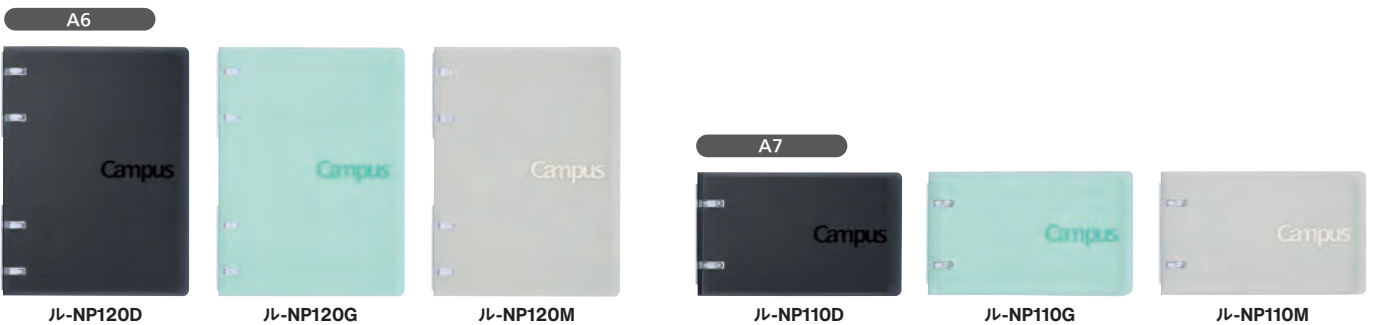 A6
Campus
Campus
Campus
ル-NP120D
ル-NP120G
ル-NP120M
A7
Campus
Campus
Campus
ル-NP110D
ル-NP110G
ル-NP110M